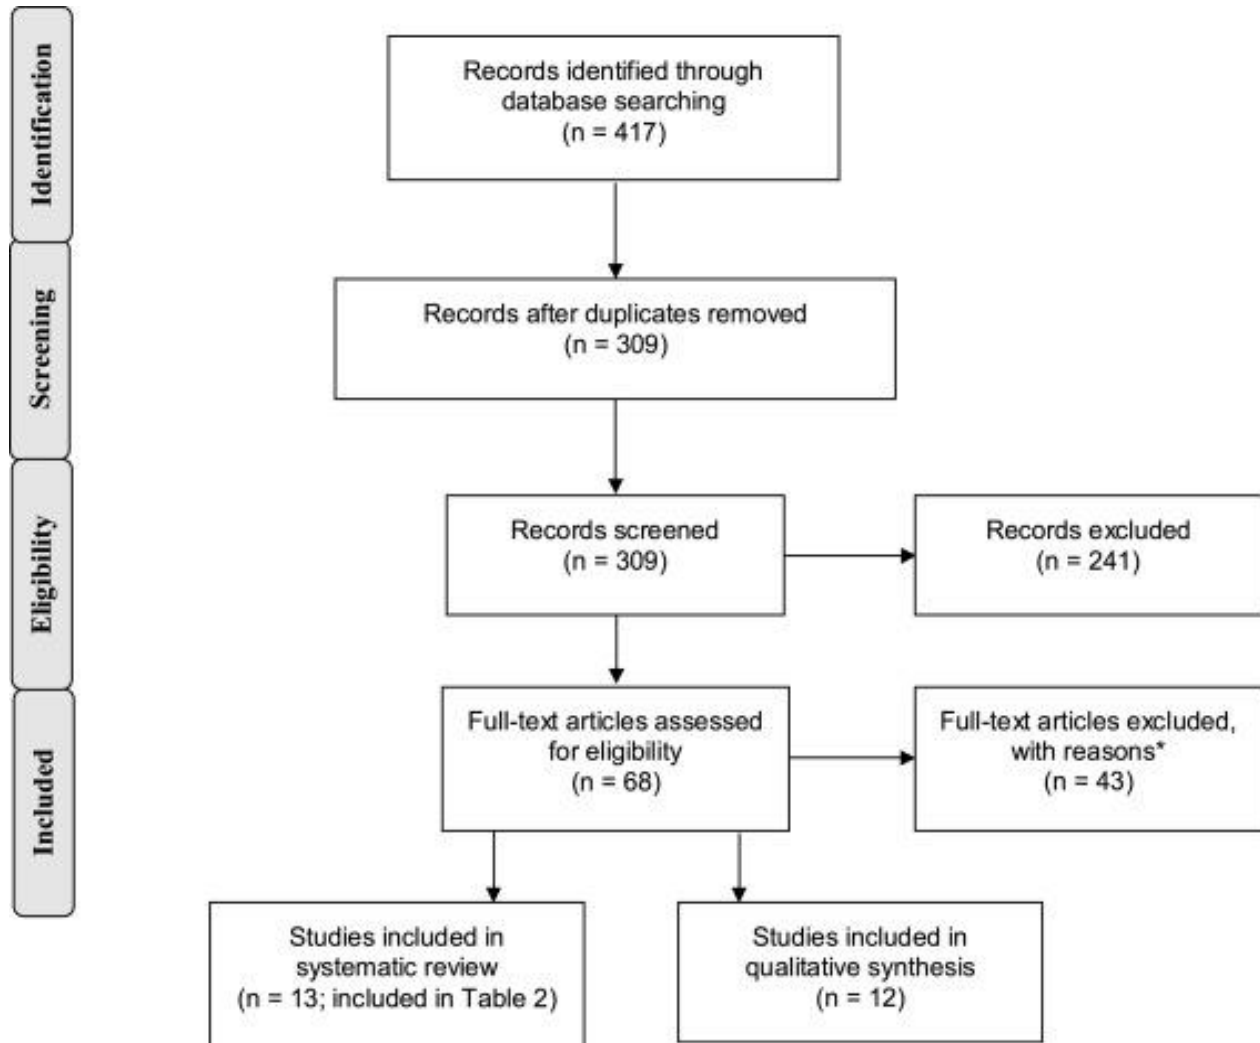 Identification
Records identified through
database searching
(n = 417)
Screening
Records after duplicates removed
(n = 309)
Eligibility
Records screened
(n = 309)
Records excluded
(n = 241)
Included
Full-text articles assessed
for eligibility
(n = 68)
Full-text articles excluded,
with reasons*
(n = 43)
Studies included in
systematic review
(n = 13; included in Table 2)
Studies included in
qualitative synthesis
(n = 12)